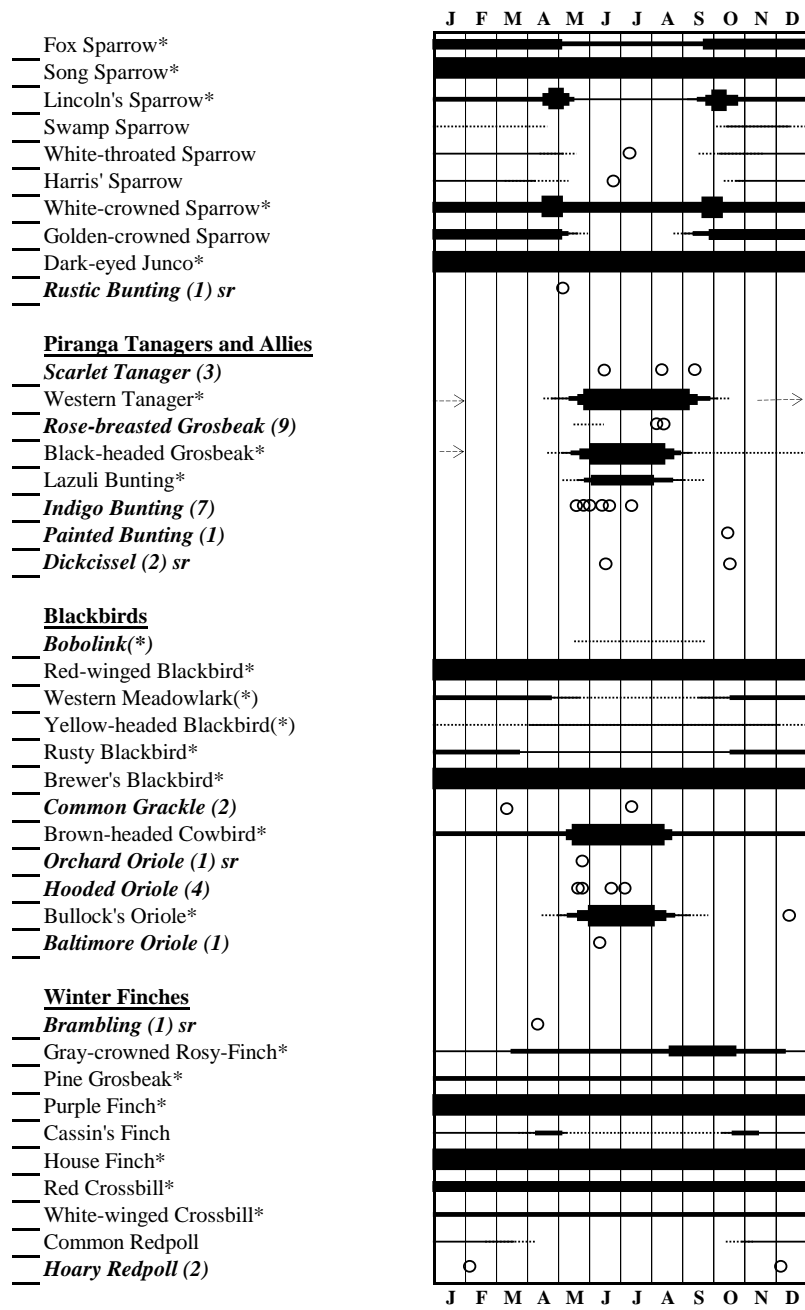 J F M A M J J A S O N D
Fox Sparrow*
Song Sparrow*
Lincoln's Sparrow*
Swamp Sparrow
White-throated Sparrow
Harris' Sparrow
White-crowned Sparrow*
Golden-crowned Sparrow
Dark-eyed Junco*
Rustic Bunting (1) sr
Piranga Tanagers and Allies
Scarlet Tanager (3)
Western Tanager*
Rose-breasted Grosbeak (9)
Black-headed Grosbeak*
Lazuli Bunting*
Indigo Bunting (7)
Painted Bunting (1)
Dickcissel (2) sr
Blackbirds
Bobolink(*)
Red-winged Blackbird*
Western Meadowlark(*)
Yellow-headed Blackbird(*)
Rusty Blackbird*
Brewer's Blackbird*
Common Grackle (2)
Brown-headed Cowbird*
Orchard Oriole (1) sr
Hooded Oriole (4)
Bullock's Oriole*
Baltimore Oriole (1)
Winter Finches
Brambling (1) sr
Gray-crowned Rosy-Finch*
Pine Grosbeak*
Purple Finch*
Cassin's Finch
House Finch*
Red Crossbill*
White-winged Crossbill*
Common Redpoll
Hoary Redpoll (2)
J F M A M J J A S O N D